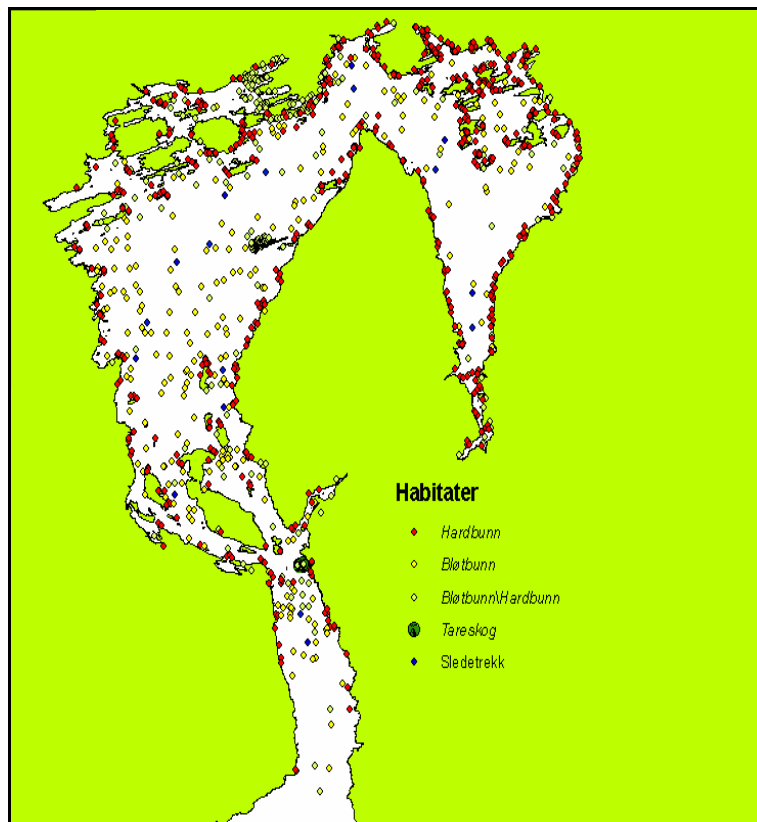 Habitater
Hardbunn
Bløtbunn
Bløtbunn\Hardbunn
Tareskog
Sledetrekk